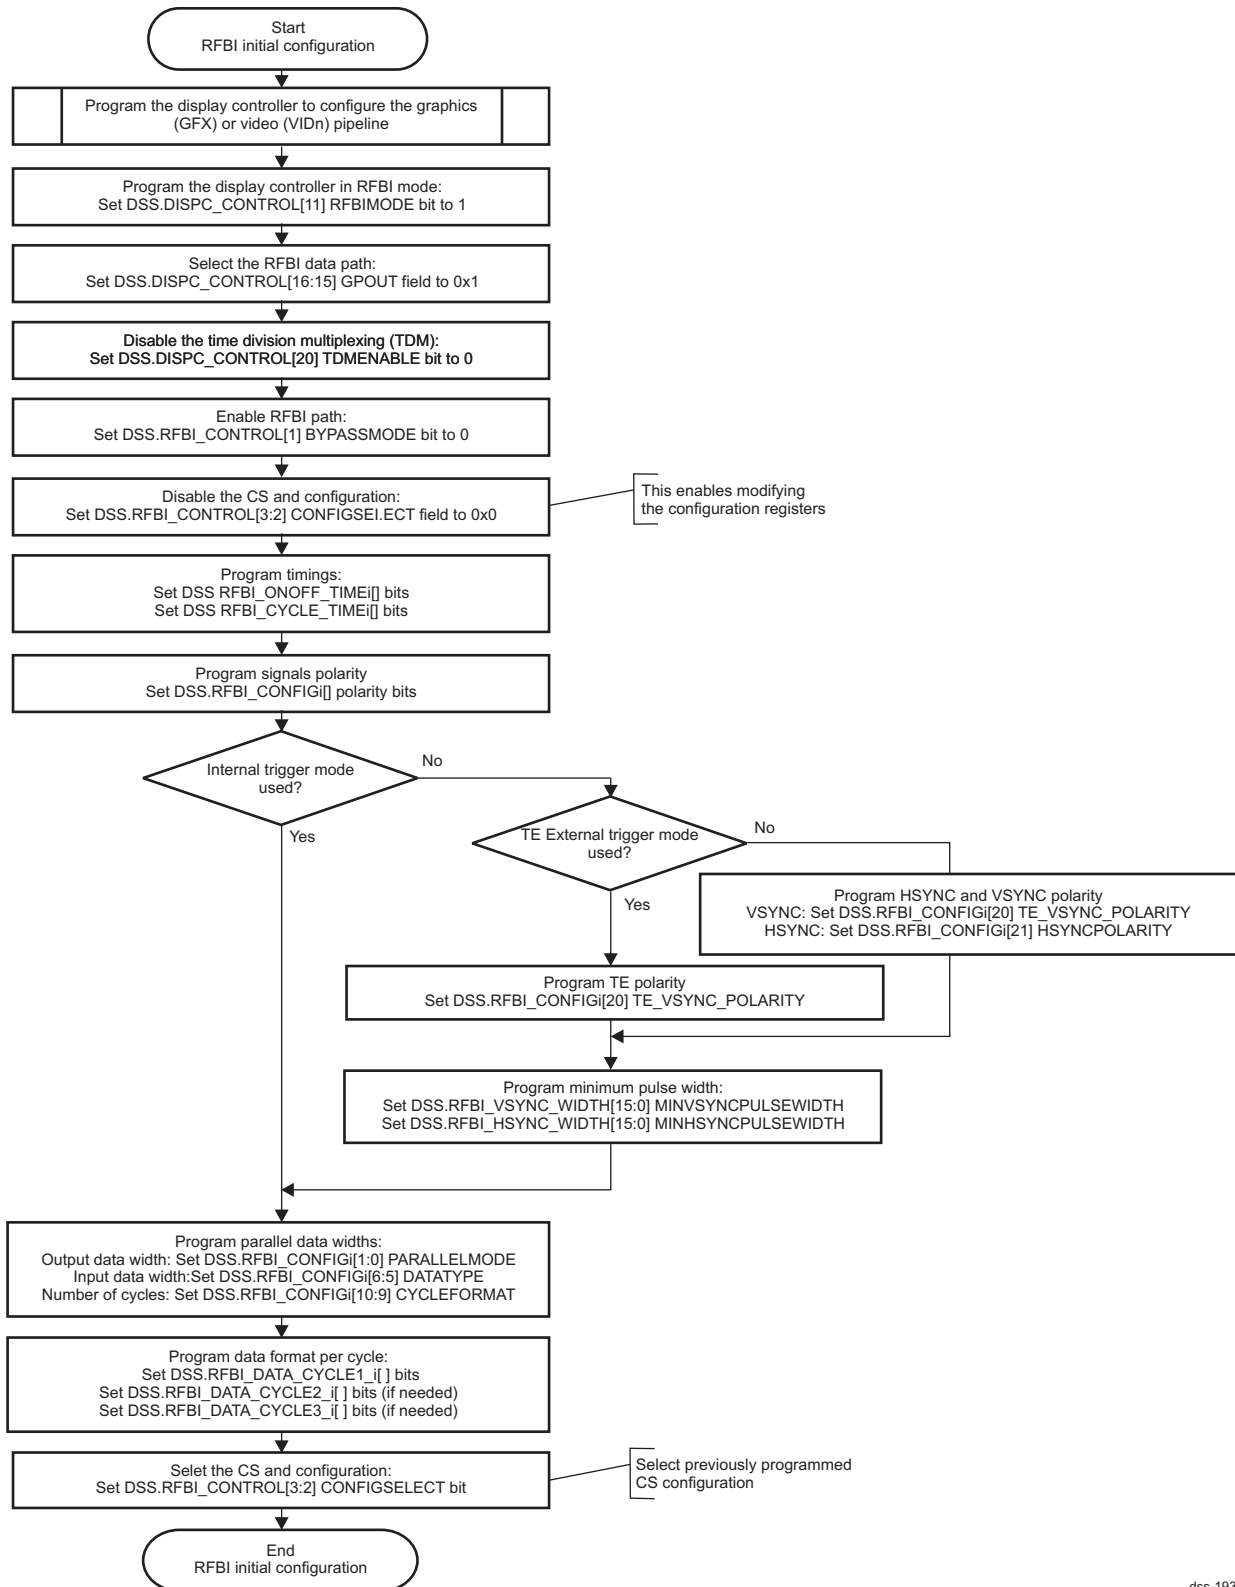 Start
RFBI initial configuration
Program the display controller to configure the graphics
(GFX) or video (VIDn) pipeline
Program the display controller in RFBI mode:
Set DSS.DISPC_CONTROL[11] RFBIMODE bit to 1
Select the RFBI data path:
Set DSS.DISPC_CONTROL[16:15] GPOUT field to 0x1
Disable the time division multiplexing (TDM):
Set DSS.DISPC_CONTROL[20] TDMENABLE bit to 0
Enable RFBI path:
Set DSS.RFBI_CONTROL[1] BYPASSMODE bit to 0
Disable the CS and configuration:
Set DSS.RFBI_CONTROL[3:2] CONFIGSEI.ECT field to 0x0
This enables modifying
the configuration registers
Program timings:
Set DSS RFBI_ONOFF_TIMEi[] bits
Set DSS RFBI_CYCLE_TIMEi[] bits
Program signals polarity
Set DSS.RFBI_CONFIGi[] polarity bits
Internal trigger mode
used?
No
Yes
TE External trigger mode
used?
No
Yes
Program HSYNC and VSYNC polarity
VSYNC: Set DSS.RFBI_CONFIGi[20] TE_VSYNC_POLARITY
HSYNC: Set DSS.RFBI_CONFIGi[21] HSYNCPOLARITY
Program TE polarity
Set DSS.RFBI_CONFIGi[20] TE_VSYNC_POLARITY
Program minimum pulse width:
Set DSS.RFBI_VSYNC_WIDTH[15:0] MINVSYNCPULSEWIDTH
Set DSS.RFBI_HSYNC_WIDTH[15:0] MINHSYNCPULSEWIDTH
Program parallel data widths:
Output data width: Set DSS.RFBI_CONFIGi[1:0] PARALLELMODE
Input data width:Set DSS.RFBI_CONFIGi[6:5] DATATYPE
Number of cycles: Set DSS.RFBI_CONFIGi[10:9] CYCLEFORMAT
Program data format per cycle:
Set DSS.RFBI_DATA_CYCLE1_i[ ] bits
Set DSS.RFBI_DATA_CYCLE2_i[ ] bits (if needed)
Set DSS.RFBI_DATA_CYCLE3_i[ ] bits (if needed)
Selet the CS and configuration:
Set DSS.RFBI_CONTROL[3:2] CONFIGSELECT bit
Select previously programmed
CS configuration
End
RFBI initial configuration
dss-193